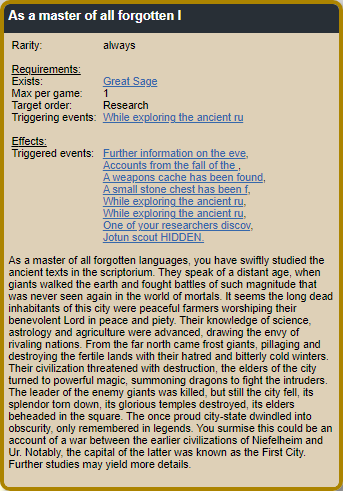 As a master of all forgotten l
Rarity: always
Requirements:
Exists: Great Sage
Max per game: 1
Target order: Research
Triggering events: While exploring the ancient ru
Effects:
Triggered events: Further information on the eve,
Accounts from the fall of the ,
A weapons cache has been found,
A small stone chest has been f,
While exploring the ancient ru,
While exploring the ancient ru,
One of your researchers discov,
Jotun scout HIDDEN.
As a master of all forgotten languages, you have swiftly studied the
ancient texts in the scriptorium. They speak of a distant age, when
giants walked the earth and fought battles of such magnitude that
was never seen again in the world of mortals. It seems the long dead
inhabitants of this city were peaceful farmers worshiping their
benevolent Lord in peace and piety. Their knowledge of science,
astrology and agriculture were advanced, drawing the envy of
rivaling nations. From the far north came frost giants, pillaging and
destroying the fertile lands with their hatred and bitterly cold winters.
Their civilization threatened with destruction, the elders of the city
turned to powerful magic, summoning dragons to fight the intruders.
The leader of the enemy giants was killed, but still the city fell, its
splendor torn down, its glorious temples destroyed, its elders
beheaded in the square. The once proud city-state dwindled into
obscurity, only remembered in legends. You surmise this could be an
account of a war between the earlier civilizations of Niefelheim and
Ur. Notably, the capital of the latter was known as the First City.
Further studies may yield more details.